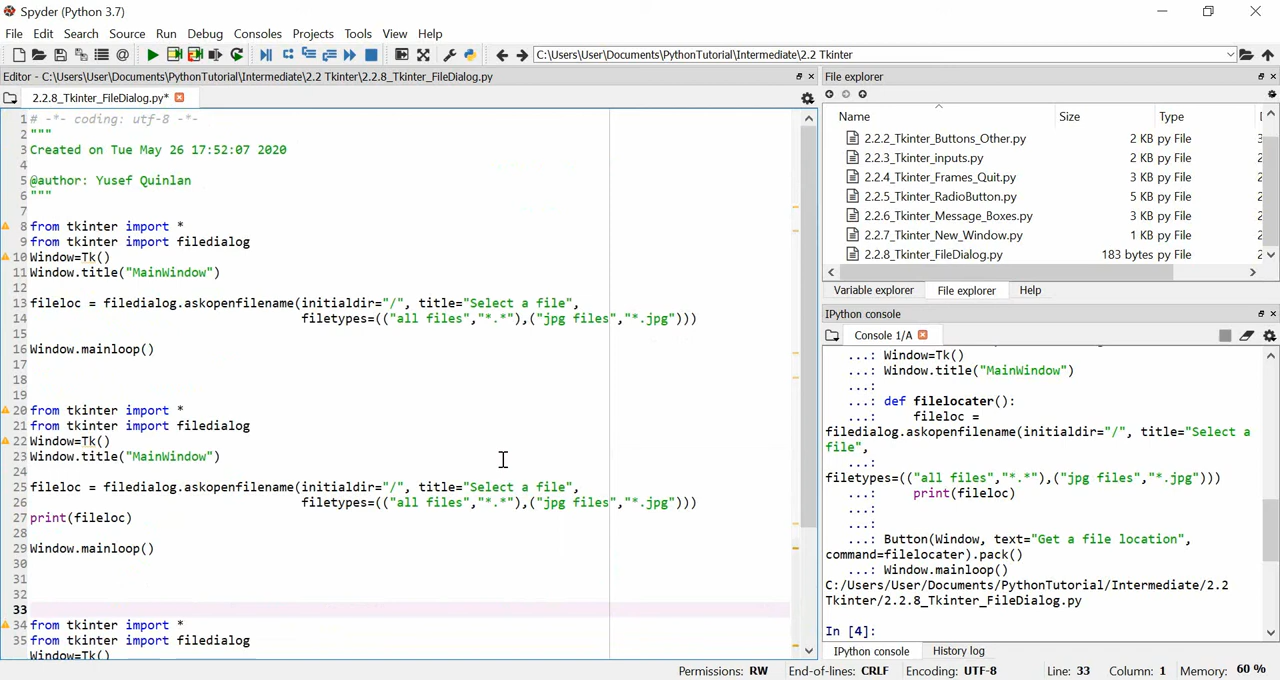 Spyder (Python 3.7)
File Edit Search Source Run Debug Consoles Projects Tools View Help
C:\Users\User\Documents\PythonTutorial\Intermediate\2.2 Tkinter
Editor - C:\Users\User\Documents\PythonTutorial\Intermediate\2.2 Tkinter\2.2.8_Tkinter_FileDialog.py
2.2.8_Tkinter_FileDialog.py*
1 # -*- coding: utf-8 -*-
2 """
3 Created on Tue May 26 17:52:07 2020
4
5 @author: Yusef Quinlan
6 """
7
8 from tkinter import *
9 from tkinter import filedialog
10 Window=Tk()
11 Window.title("MainWindow")
12
13 fileloc = filedialog.askopenfilename(initialdir="/", title="Select a file",
14 filetypes=(("all files","*.*"),("jpg files","*.jpg")))
15
16 Window.mainloop()
17
18
19
20 from tkinter import *
21 from tkinter import filedialog
22 Window=Tk()
23 Window.title("MainWindow")
24
25 fileloc = filedialog.askopenfilename(initialdir="/", title="Select a file",
26 filetypes=(("all files","*.*"),("jpg files","*.jpg")))
27 print(fileloc)
28
29 Window.mainloop()
30
31
32
33
34 from tkinter import *
35 from tkinter import filedialog
Window=Tk()
File explorer
Name Size Type
2.2.2_Tkinter_Buttons_Other.py 2 KB py File
2.2.3_Tkinter_inputs.py 2 KB py File
2.2.4_Tkinter_Frames_Quit.py 3 KB py File
2.2.5_Tkinter_RadioButton.py 5 KB py File
2.2.6_Tkinter_Message_Boxes.py 3 KB py File
2.2.7_Tkinter_New_Window.py 1 KB py File
2.2.8_Tkinter_FileDialog.py 183 bytes py File
Variable explorer File explorer Help
IPython console
Console 1/A
...: Window=Tk()
...: Window.title("MainWindow")
...:
...: def filelocater():
...: fileloc =
filedialog.askopenfilename(initialdir="/", title="Select a
file",
...:
filetypes=(("all files","*.*"),("jpg files","*.jpg")))
...: print(fileloc)
...:
...:
...: Button(Window, text="Get a file location",
command=filelocater).pack()
...: Window.mainloop()
C:/Users/User/Documents/PythonTutorial/Intermediate/2.2
Tkinter/2.2.8_Tkinter_FileDialog.py
In [4]:
IPython console History log
Permissions: RW End-of-lines: CRLF Encoding: UTF-8 Line: 33 Column: 1 Memory: 60 %